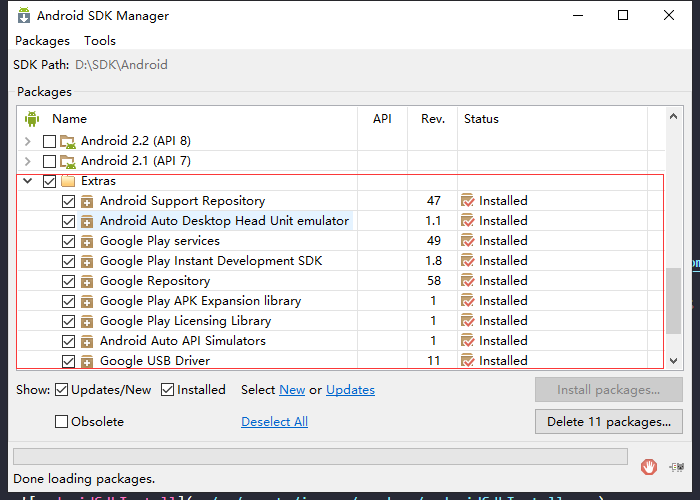 Android SDK Manager
Packages Tools
SDK Path: D:\SDK\Android
Packages
Name API Rev. Status
Android 2.2 (API 8)
Android 2.1 (API 7)
Extras
Android Support Repository 47 Installed
Android Auto Desktop Head Unit emulator 1.1 Installed
Google Play services 49 Installed
Google Play Instant Development SDK 1.8 Installed
Google Repository 58 Installed
Google Play APK Expansion library 1 Installed
Google Play Licensing Library 1 Installed
Android Auto API Simulators 1 Installed
Google USB Driver 11 Installed
Show: Updates/New Installed Select New or Updates Install packages...
Obsolete Deselect All Delete 11 packages...
Done loading packages.